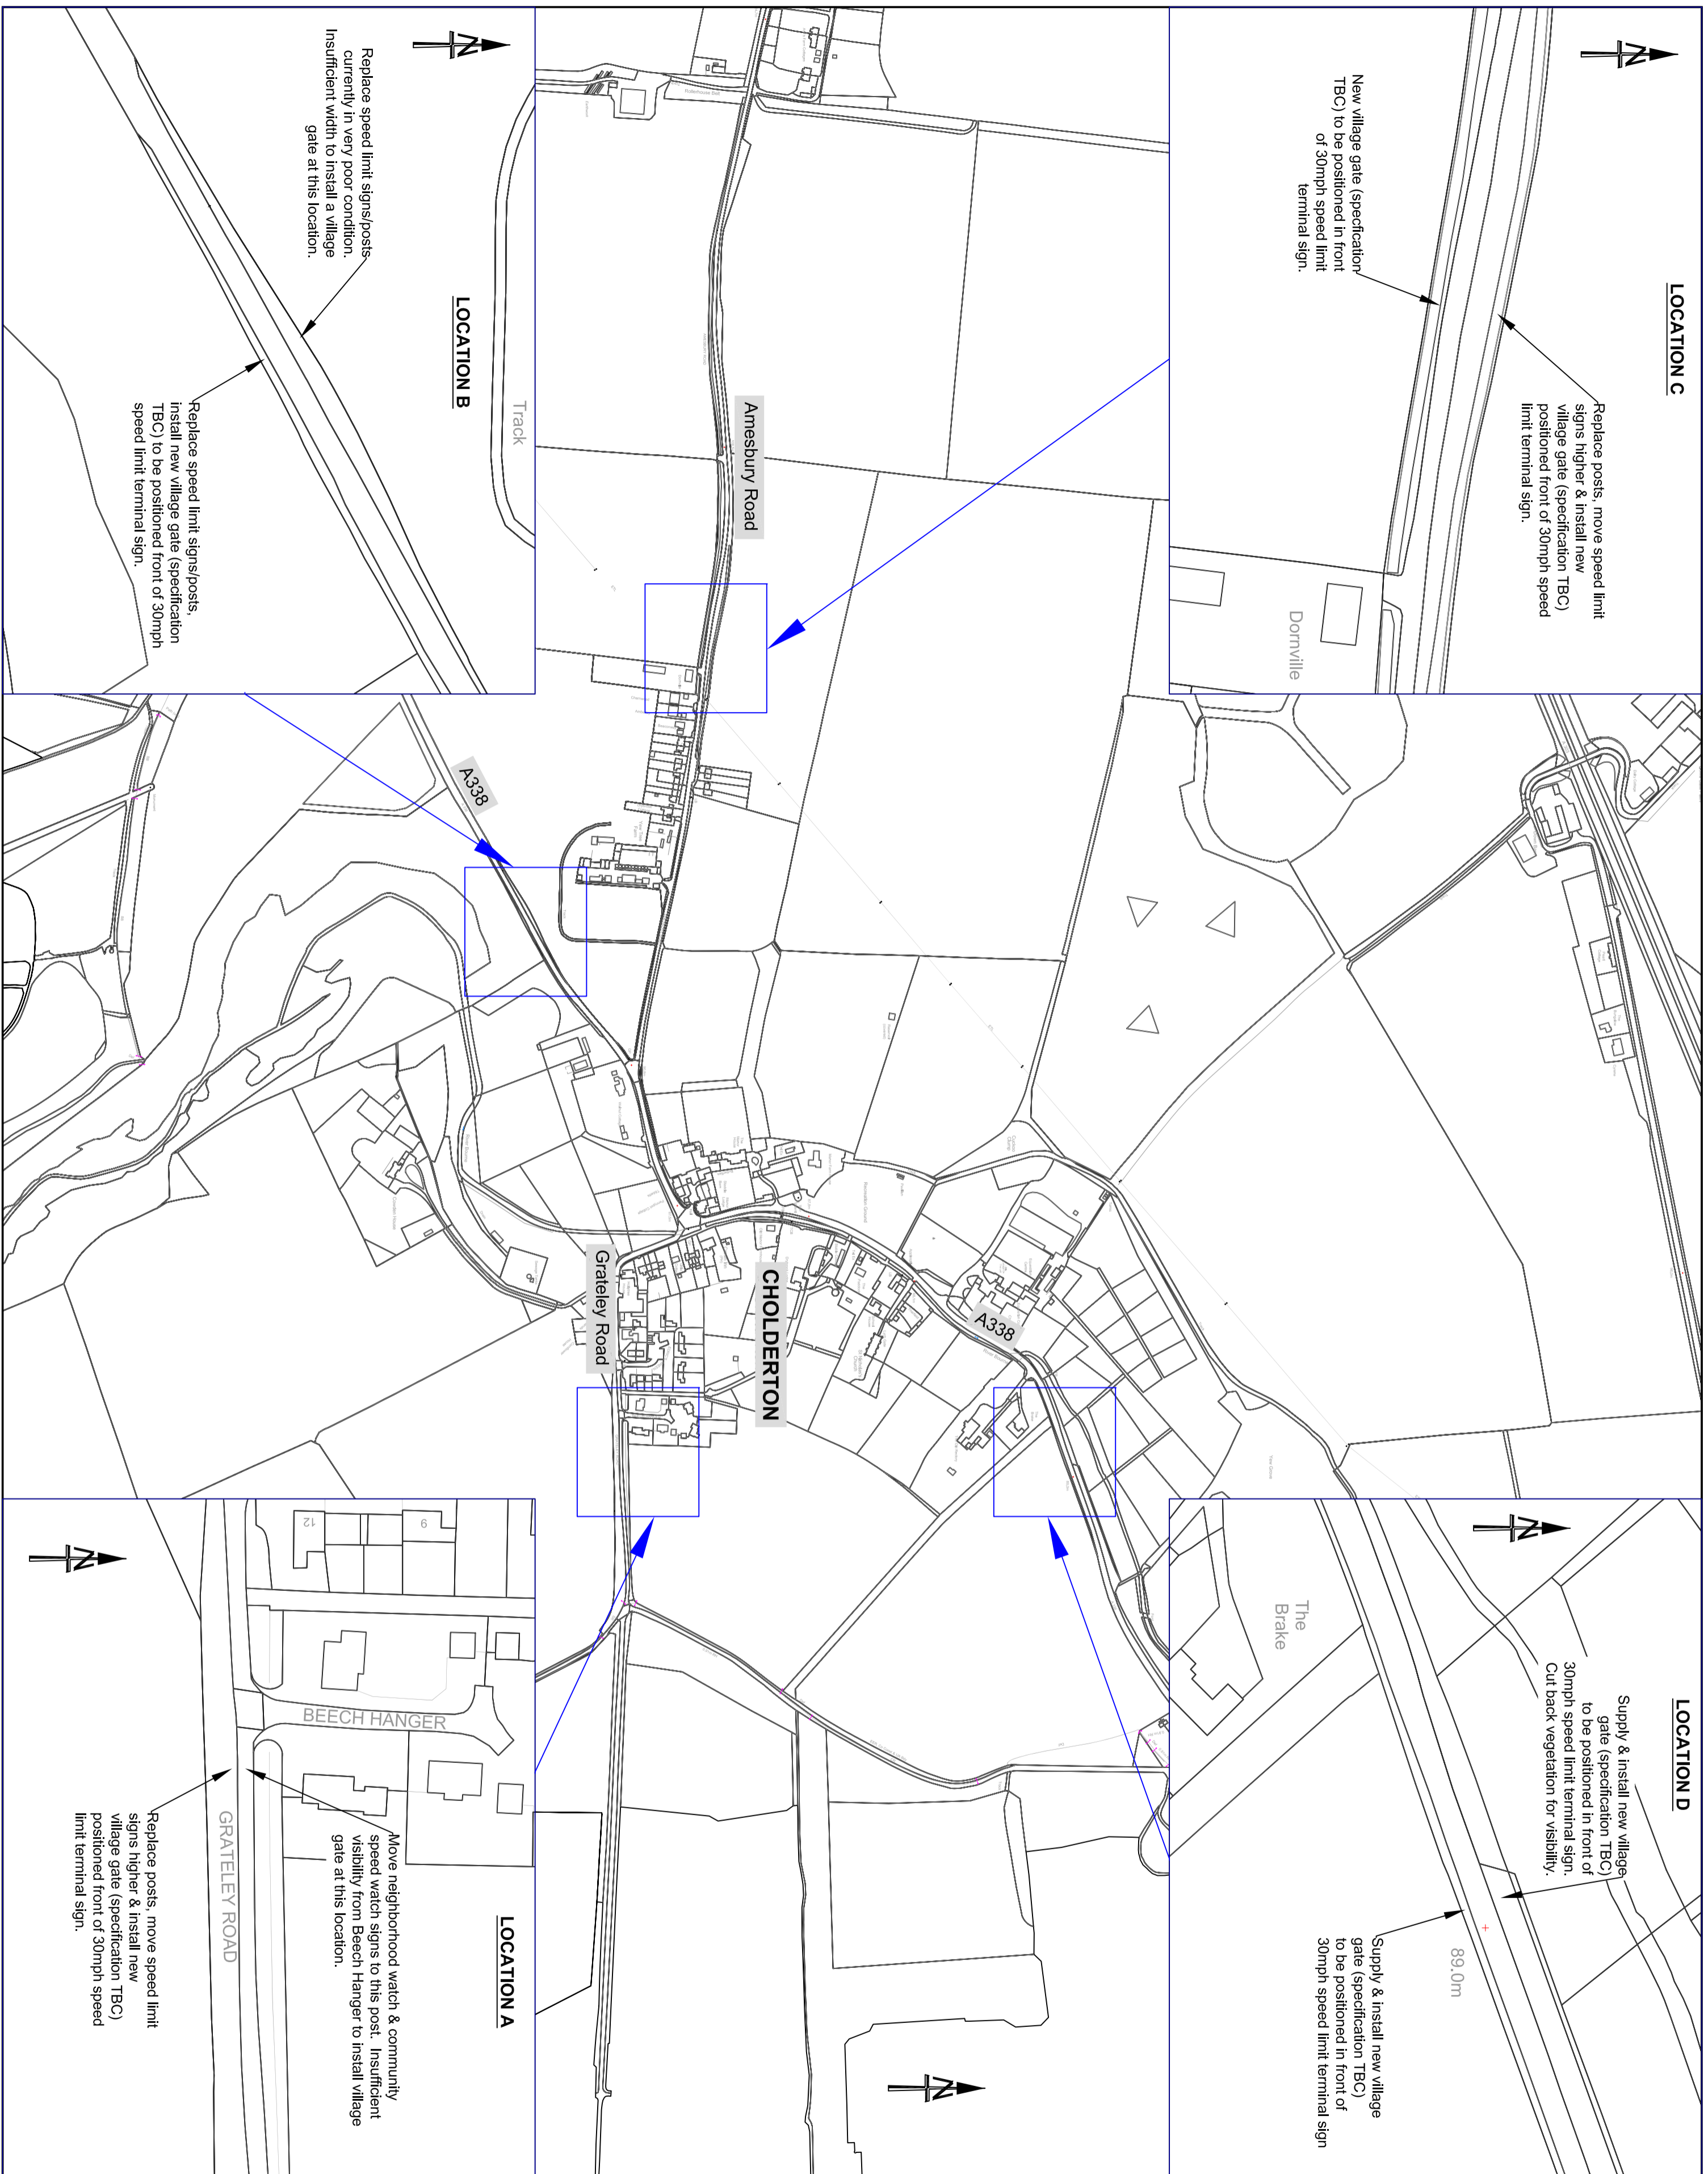 LOCATION C
N
Replace posts, move speed limit
signs higher & install new
village gate (specification TBC)
positioned front of 30mph speed
limit terminal sign.
New village gate (specfication
TBC) to be positioned in front
of 30mph speed limit
terminal sign.
Dornville
LOCATION D
N
Supply & install new village
gate (specification TBC)
to be positioned in front of
30mph speed limit terminal sign.
Cut back vegetation for visibility.
89.0m
Supply & install new village
gate (specification TBC)
to be positioned in front of
30mph speed limit terminal sign
The
Brake
Amesbury Road
A338
CHOLDERTON
Grateley Road
A338
N
Track
LOCATION B
N
Replace speed limit signs/posts
currently in very poor condition.
Insufficient width to install a village
gate at this location.
Replace speed limit signs/posts,
install new village gate (specification
TBC) to be positioned front of 30mph
speed limit terminal sign.
LOCATION A
N
9
12
BEECH HANGER
Move neighborhood watch & community
speed watch signs to this post. Insufficient
visibility from Beech Hanger to install village
gate at this location.
GRATELEY ROAD
Replace posts, move speed limit
signs higher & install new
village gate (specification TBC)
positioned front of 30mph speed
limit terminal sign.